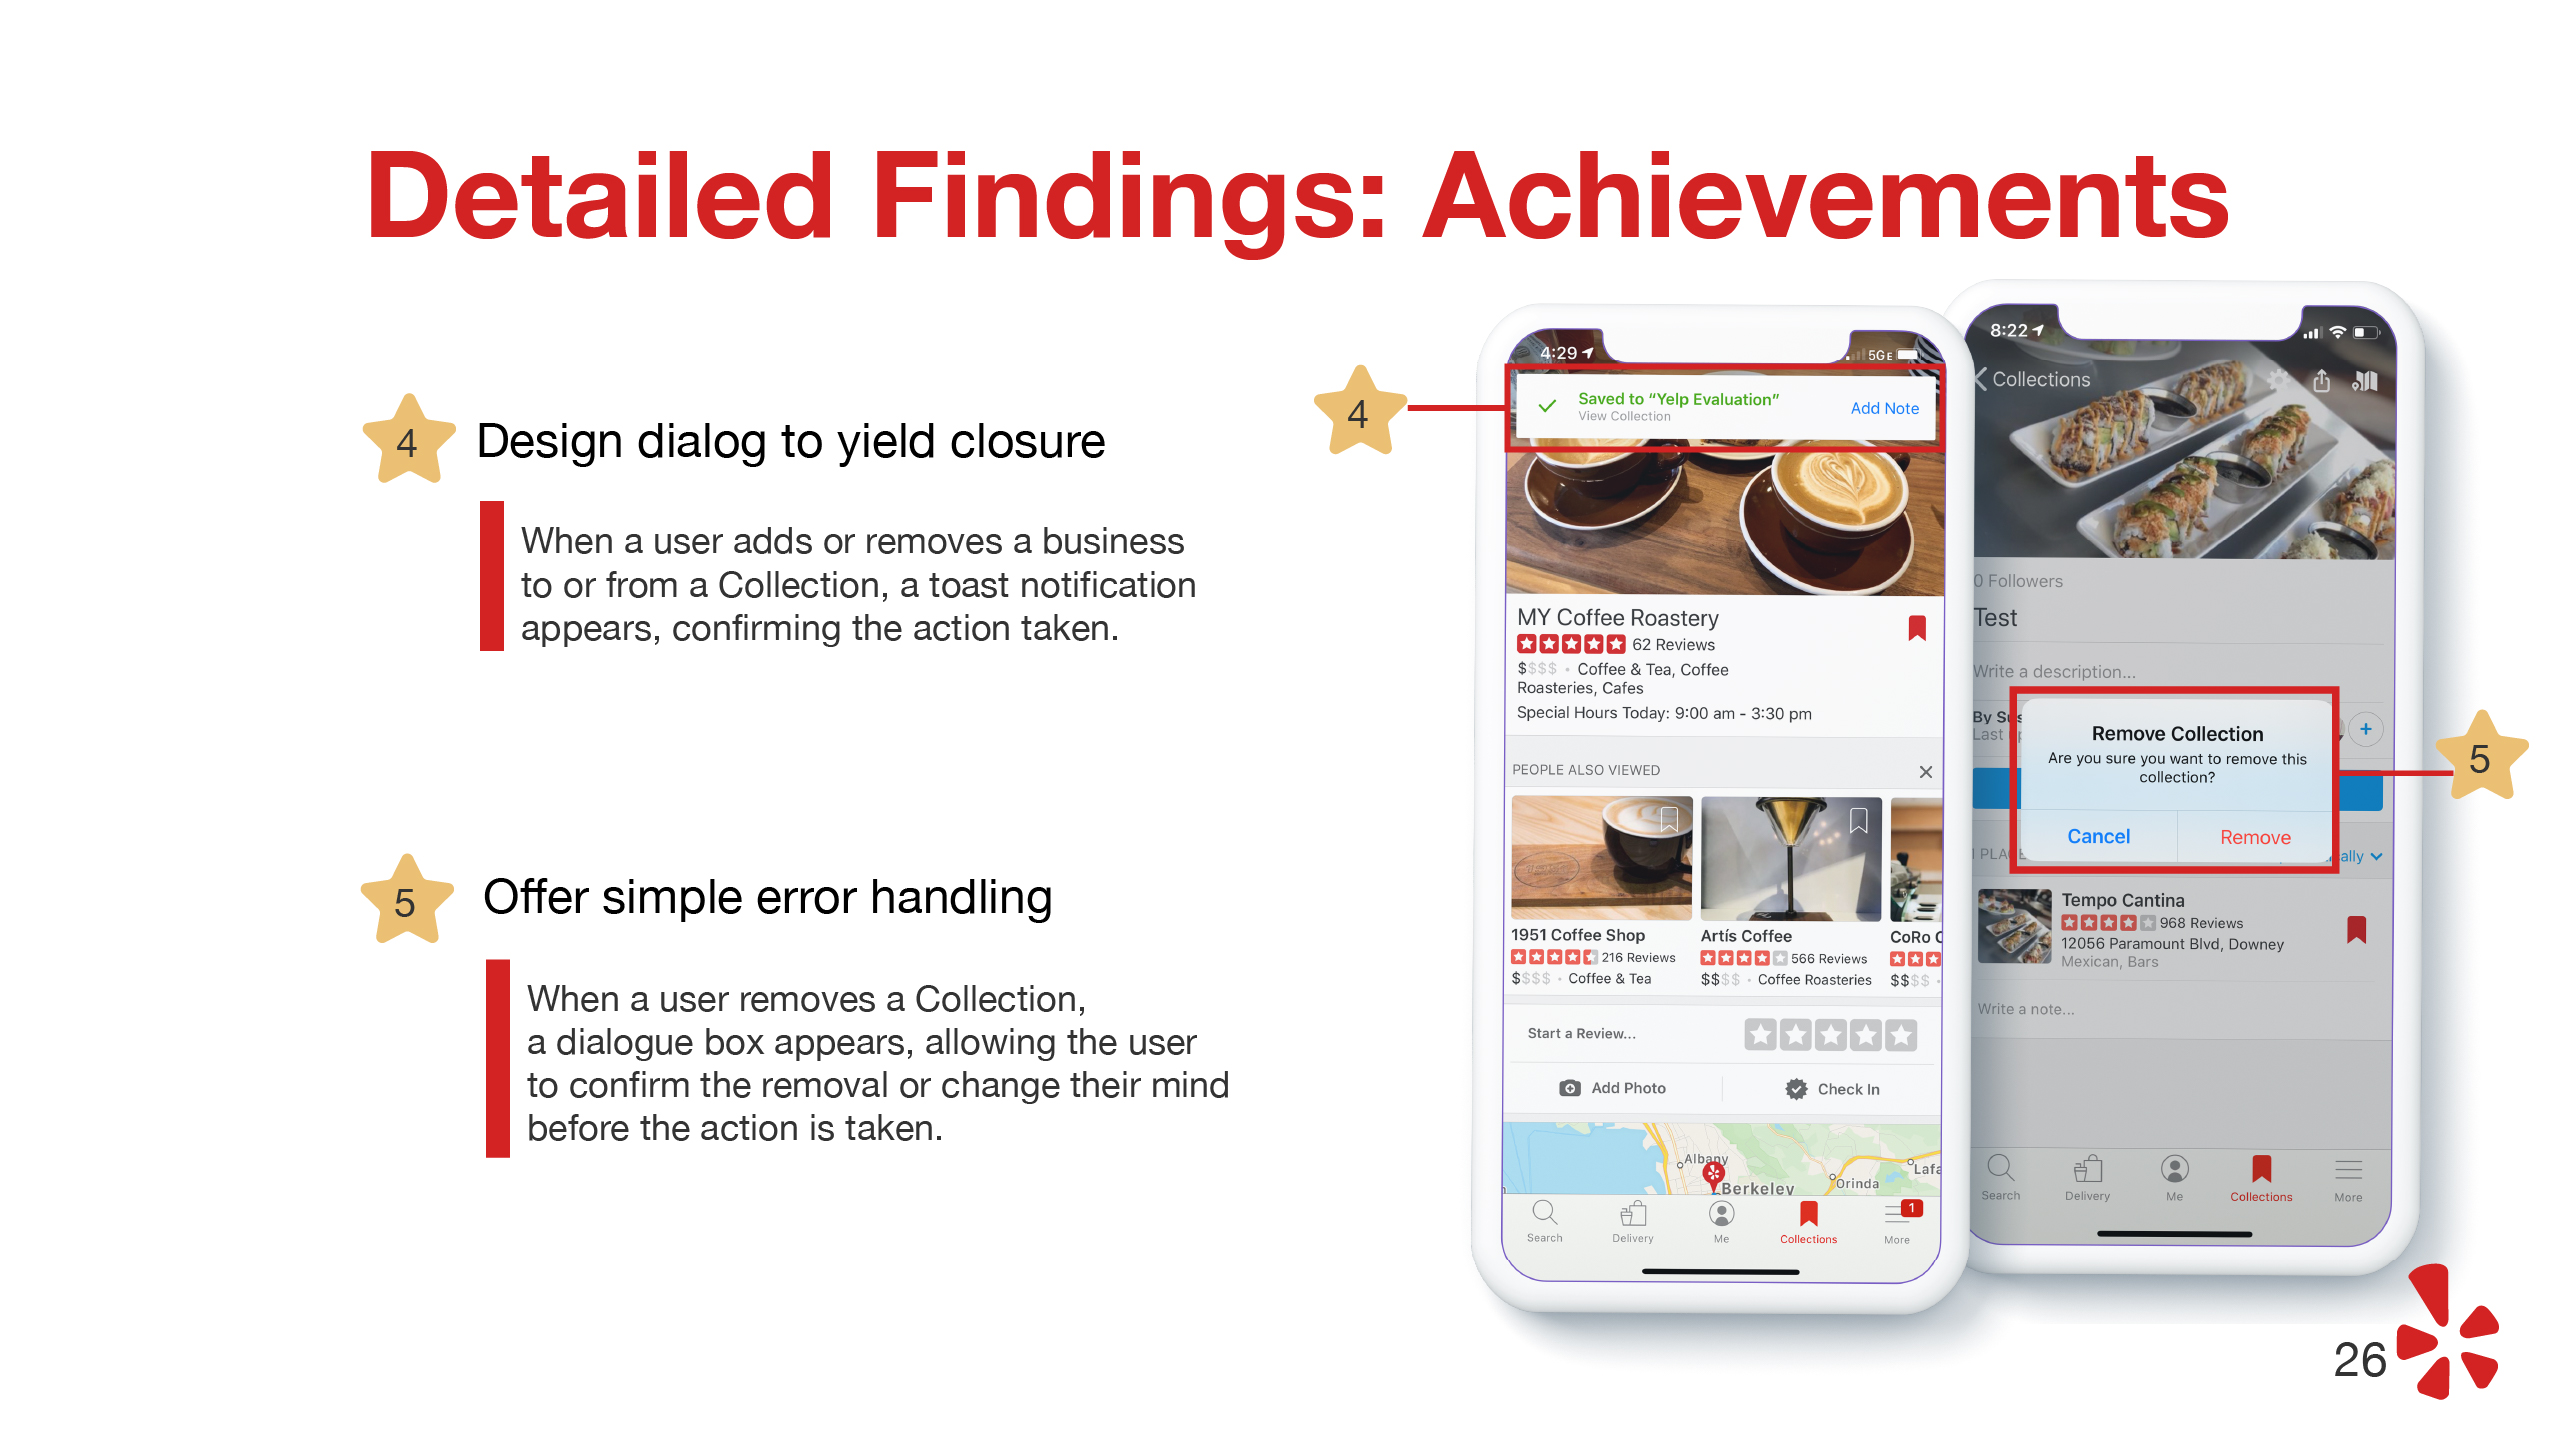 Detailed Findings: Achievements
4
Design dialog to yield closure
When a user adds or removes a business
to or from a Collection, a toast notification
appears, confirming the action taken.
5
Offer simple error handling
When a user removes a Collection,
a dialogue box appears, allowing the user
to confirm the removal or change their mind
before the action is taken.
4
4:29
5GE
Saved to “Yelp Evaluation”
View Collection
Add Note
MY Coffee Roastery
62 Reviews
$$$$ • Coffee & Tea, Coffee
Roasteries, Cafes
Special Hours Today: 9:00 am - 3:30 pm
PEOPLE ALSO VIEWED
1951 Coffee Shop
216 Reviews
$$$$ • Coffee & Tea
Artís Coffee
566 Reviews
$$$$ • Coffee Roasteries
CoRo C
$$$$ •
Start a Review...
Add Photo
Check In
Albany
Berkeley
Orinda
Lafa
Search
Delivery
Me
Collections
1
More
8:22
Collections
0 Followers
Test
Write a description...
By Sus
Last up
Remove Collection
Are you sure you want to remove this
collection?
Cancel
Remove
5
1 PLACE
ically
Tempo Cantina
968 Reviews
12056 Paramount Blvd, Downey
Mexican, Bars
Write a note...
Search
Delivery
Me
Collections
More
26